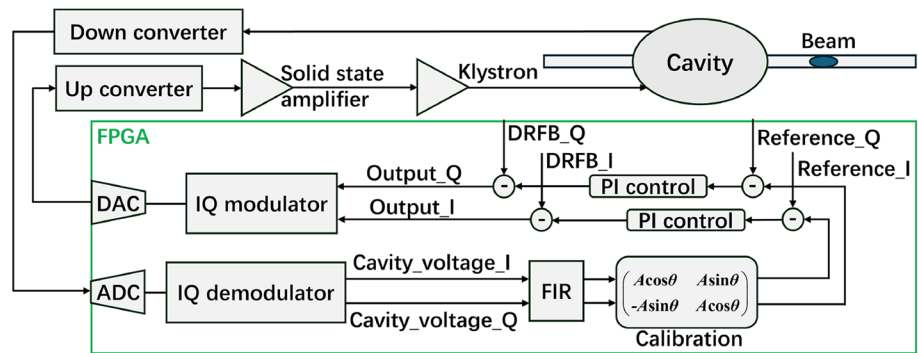 Down converter
Cavity
Beam
Up converter
Solid state
amplifier
Klystron
FPGA
DRFB_Q
DRFB_I
Reference_Q
Reference_I
DAC
IQ modulator
Output_Q
Output_I
-
-
PI control
PI control
-
-
ADC
IQ demodulator
Cavity_voltage_I
Cavity_voltage_Q
FIR
Acosθ Asinθ
-Asinθ Acosθ
Calibration